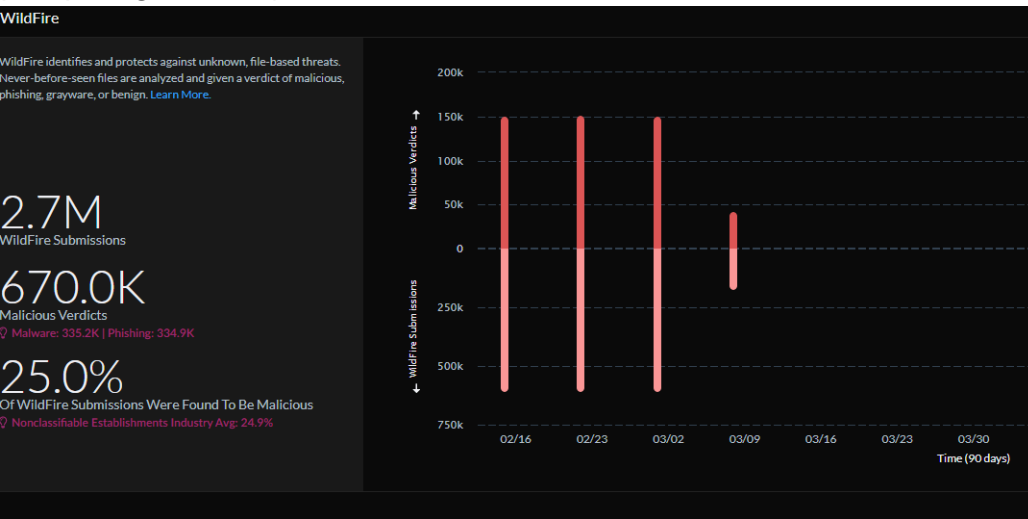 WildFire
WildFire identifies and protects against unknown, file-based threats.
Never-before-seen files are analyzed and given a verdict of malicious,
phishing, grayware, or benign. Learn More.
2.7M
WildFire Submissions
670.0K
Malicious Verdicts
Malware: 335.2K | Phishing: 334.9K
25.0%
Of WildFire Submissions Were Found To Be Malicious
Nonclassifiable Establishments Industry Avg: 24.9%
Malicious Verdicts →
← WildFire Submissions
200k
150k
100k
50k
0
250k
500k
750k
02/16 02/23 03/02 03/09 03/16 03/23 03/30
Time (90 days)